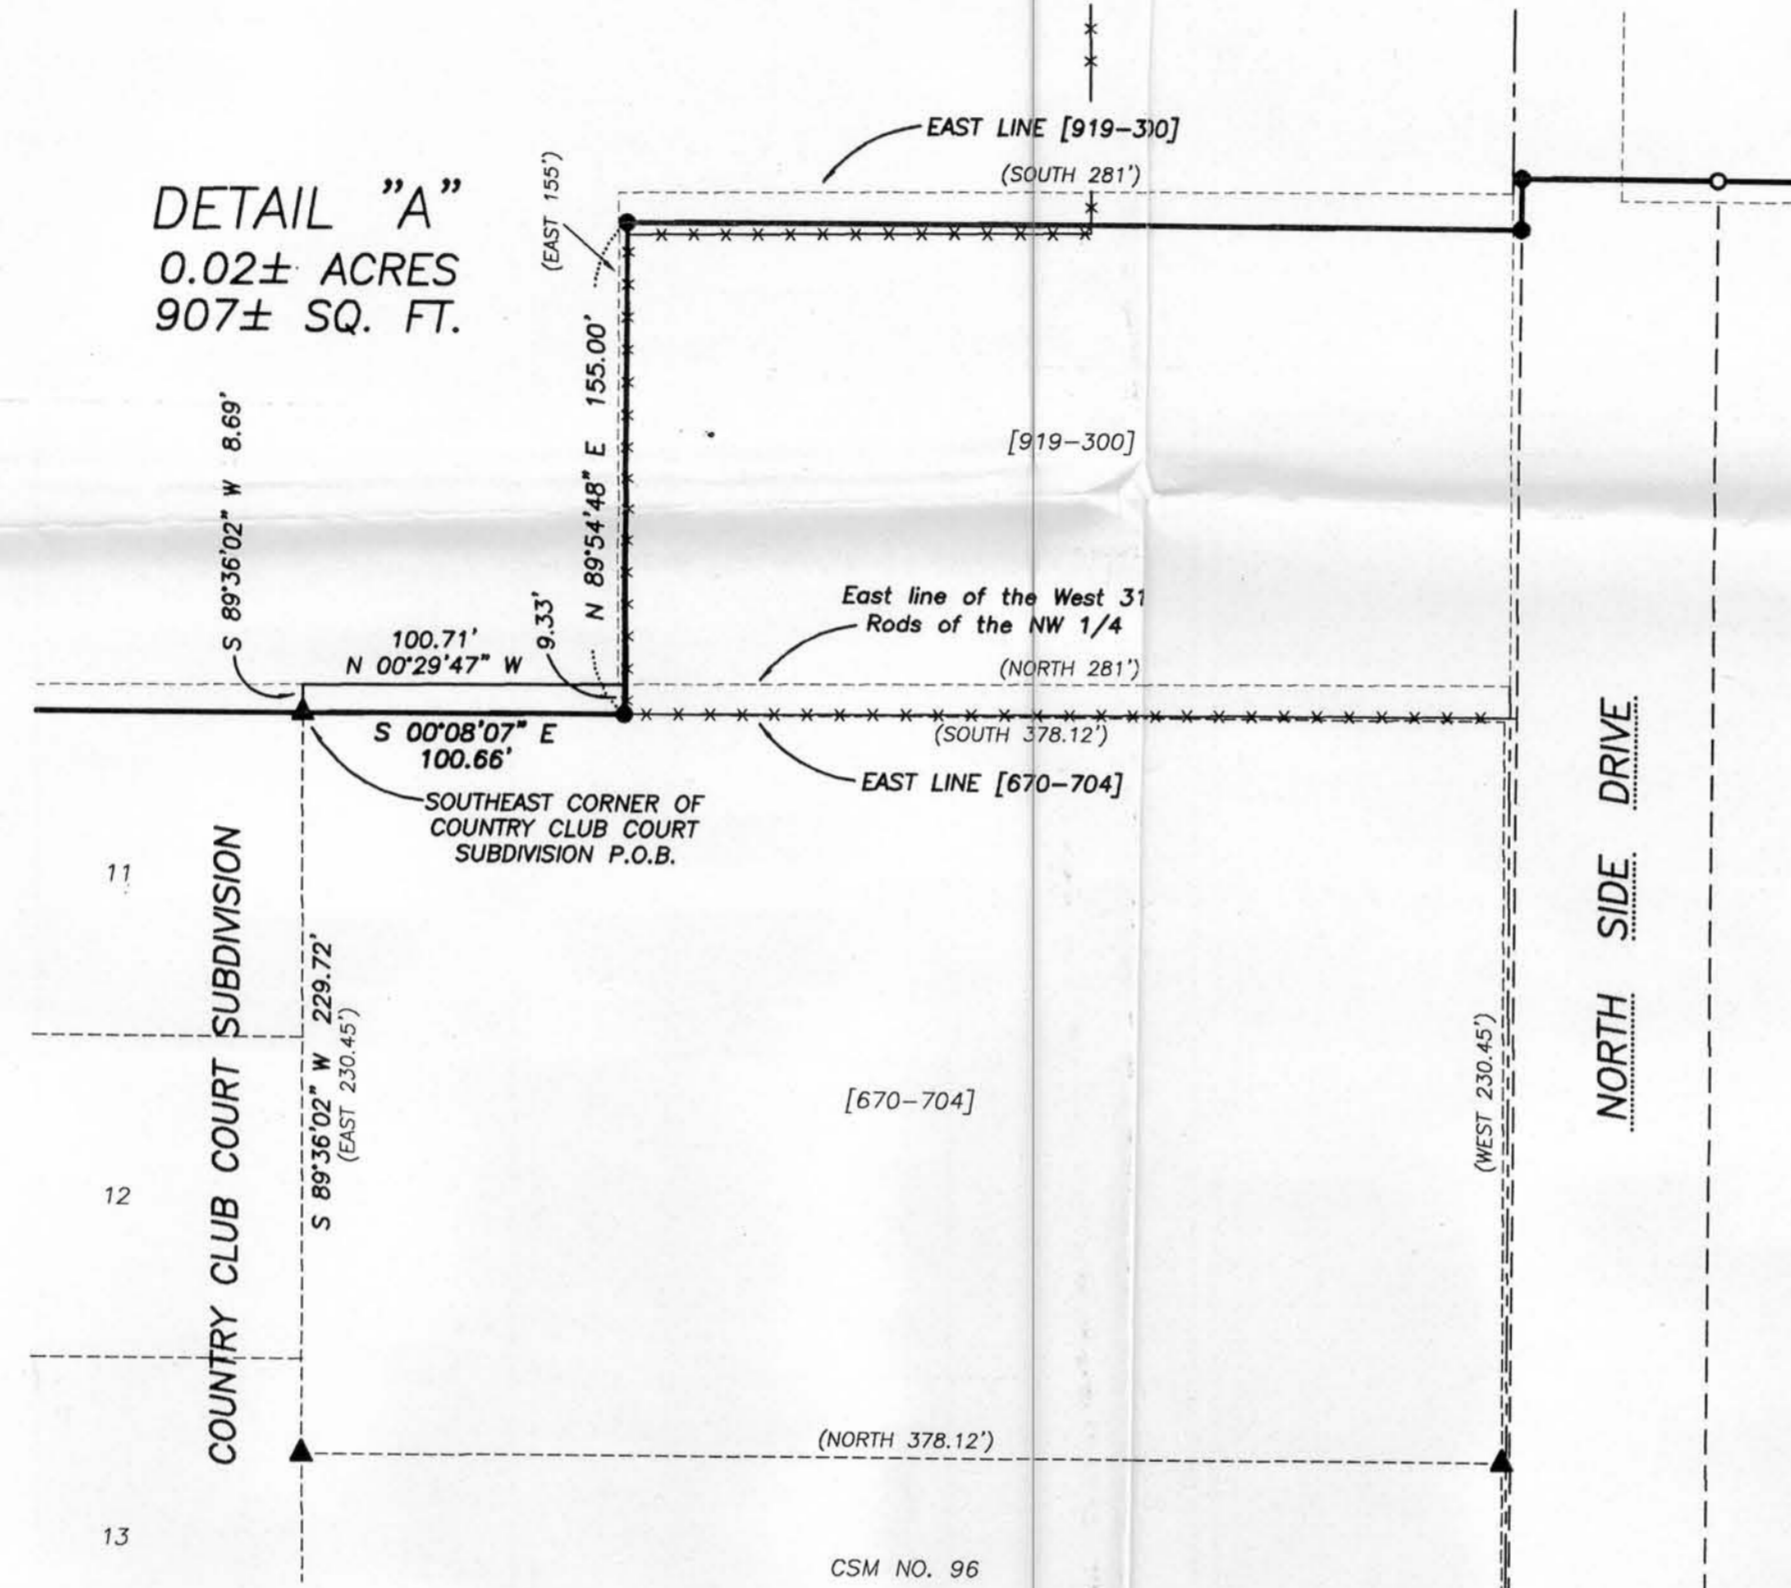 DETAIL "A"
0.02± ACRES
907± SQ. FT.
EAST LINE [919-300]
(SOUTH 281')
(EAST 155')
N 89°54'48" E 155.00'
[919-300]
S 89°36'02" W 8.69'
9.33'
100.71'
N 00°29'47" W
S 00°08'07" E
100.66'
East line of the West 31
Rods of the NW 1/4
(NORTH 281')
(SOUTH 378.12')
EAST LINE [670-704]
SOUTHEAST CORNER OF
COUNTRY CLUB COURT
SUBDIVISION P.O.B.
NORTH SIDE DRIVE
COUNTRY CLUB COURT SUBDIVISION
11
12
13
S 89°36'02" W 229.72'
(EAST 230.45')
[670-704]
(WEST 230.45')
(NORTH 378.12')
CSM NO. 96